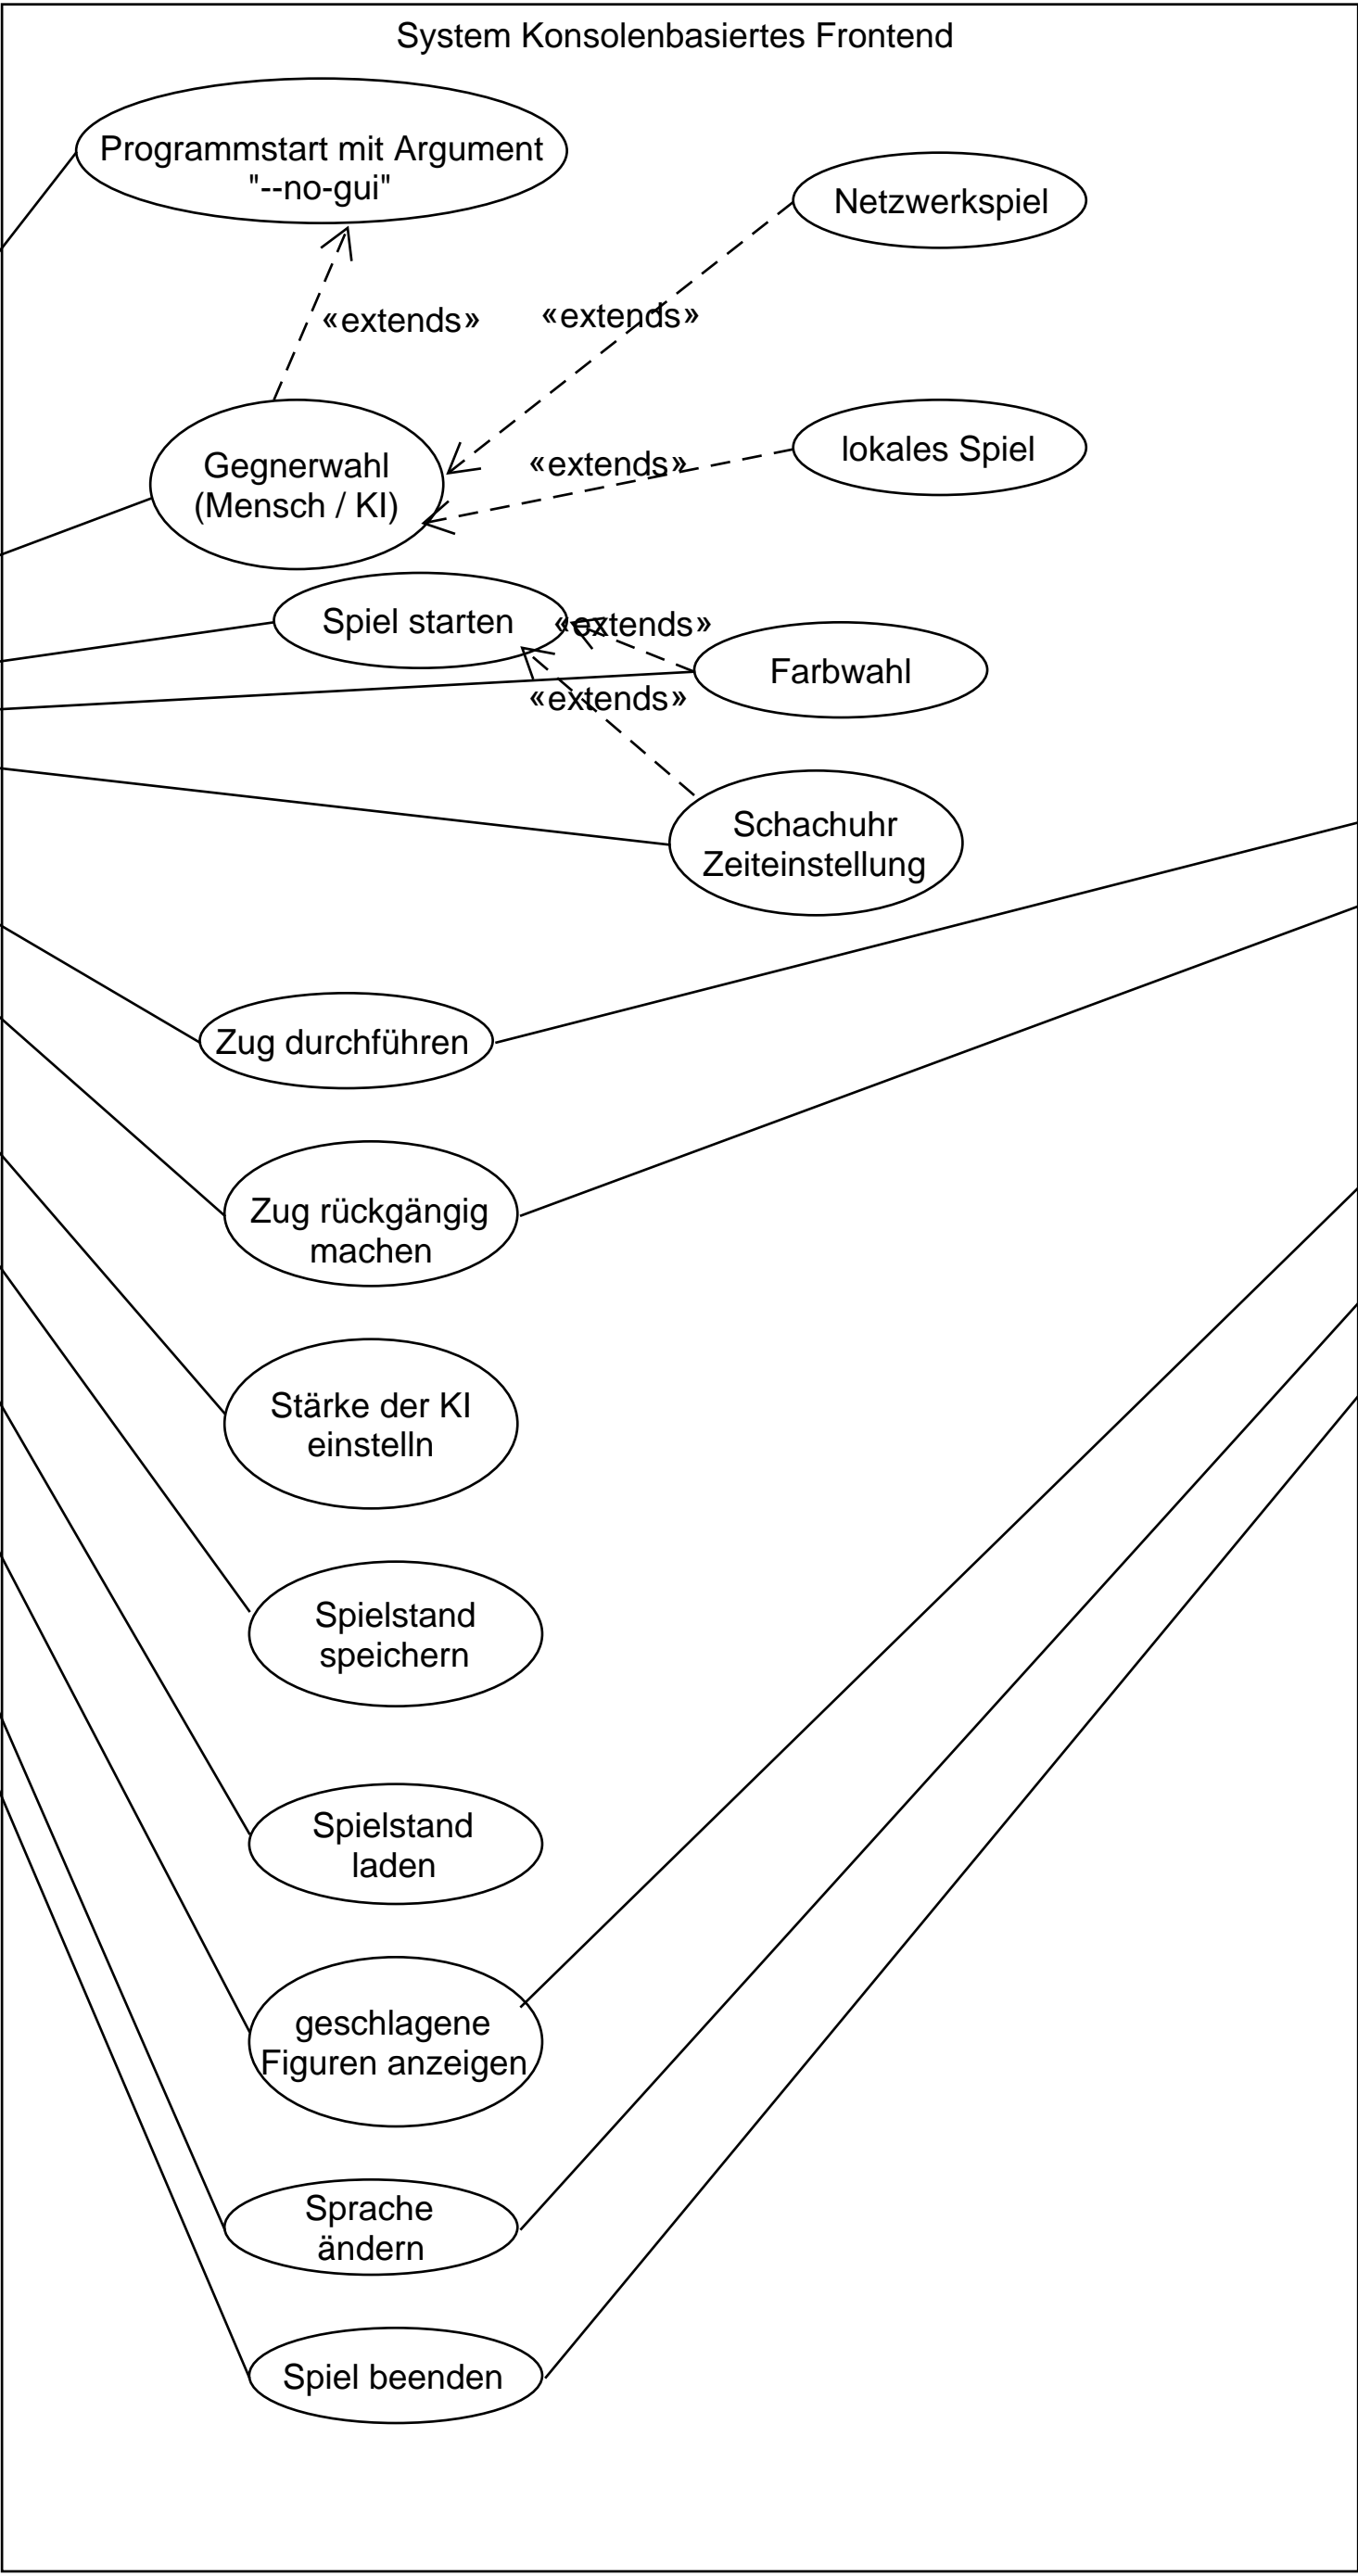 System Konsolenbasiertes Frontend
Programmstart mit Argument
"--no-gui"
Netzwerkspiel
«extends»
«extends»
Gegnerwahl
(Mensch / KI)
«extends»
lokales Spiel
Spiel starten
«extends»
Farbwahl
«extends»
Schachuhr
Zeiteinstellung
Zug durchführen
Zug rückgängig
machen
Stärke der KI
einstelln
Spielstand
speichern
Spielstand
laden
geschlagene
Figuren anzeigen
Sprache
ändern
Spiel beenden